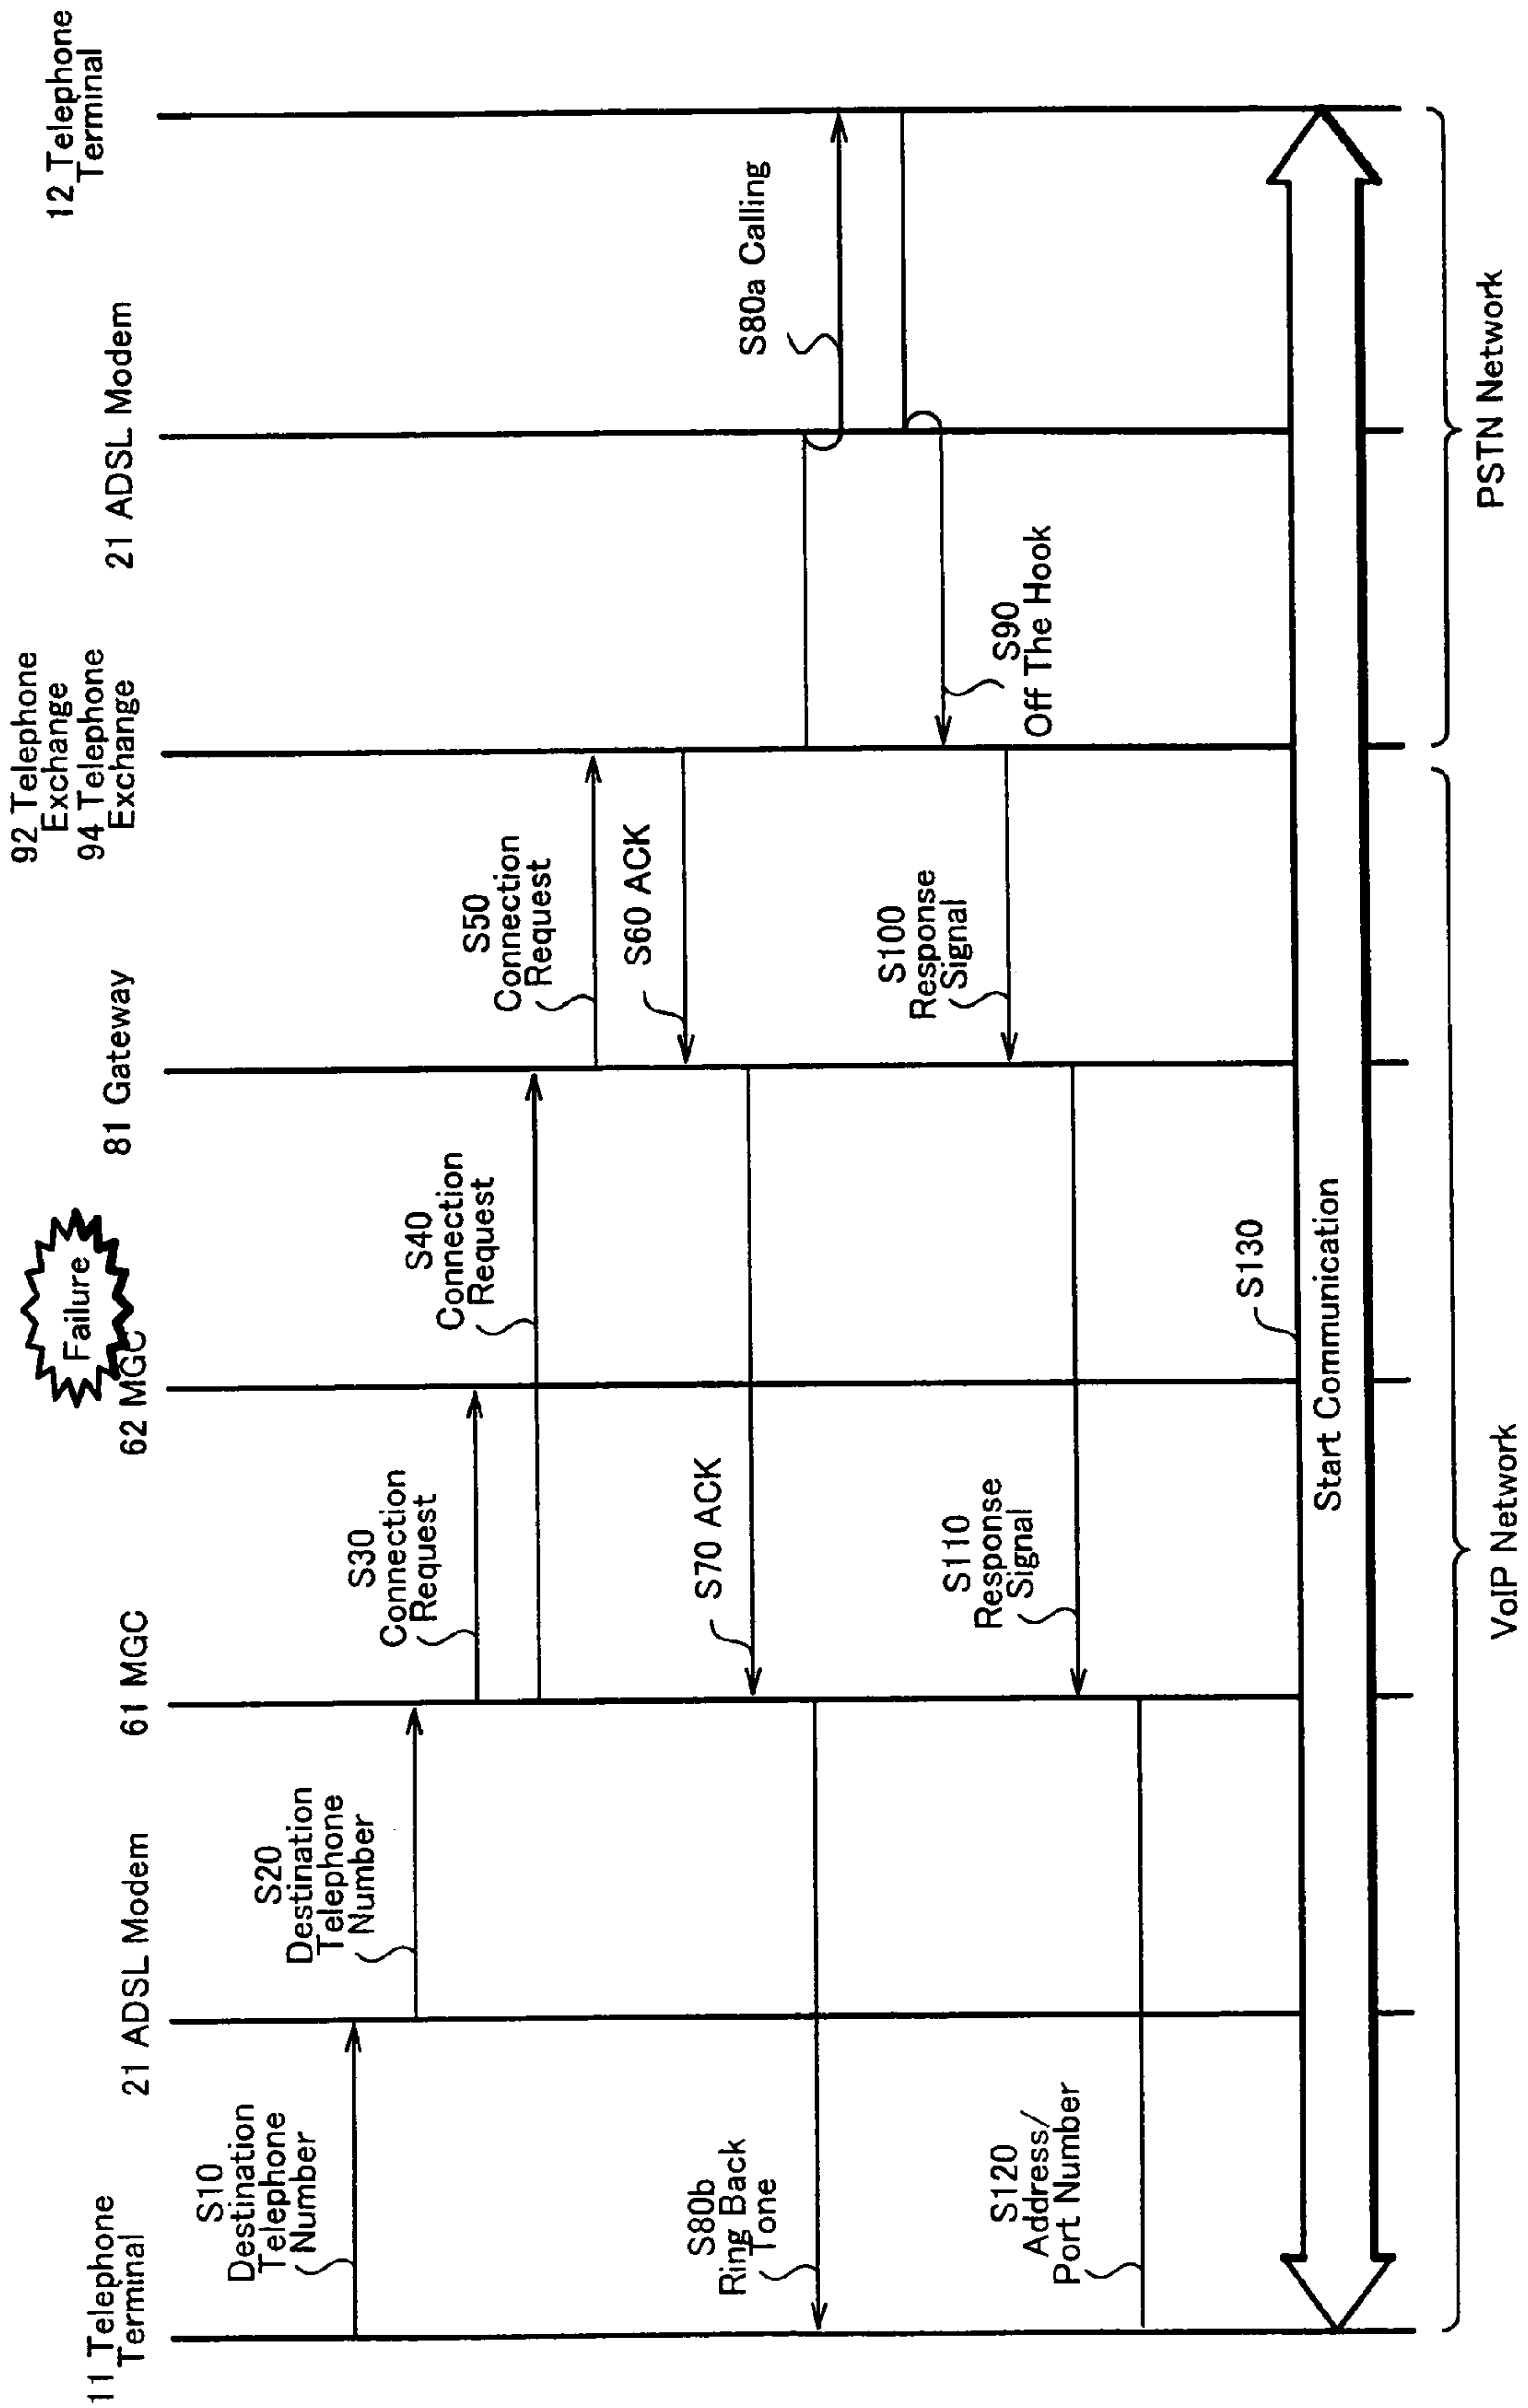 11 Telephone
Terminal
21 ADSL Modem
61 MGC
62 MGC
Failure
81 Gateway
92 Telephone
Exchange
94 Telephone
Exchange
21 ADSL Modem
12 Telephone
Terminal
S10
Destination
Telephone
Number
S20
Destination
Telephone
Number
S30
Connection
Request
S40
Connection
Request
S50
Connection
Request
S60 ACK
S70 ACK
S80a Calling
S80b
Ring Back
Tone
S90
Off The Hook
S100
Response
Signal
S110
Response
Signal
S120
Address/
Port Number
S130
Start Communication
VoIP Network
PSTN Network